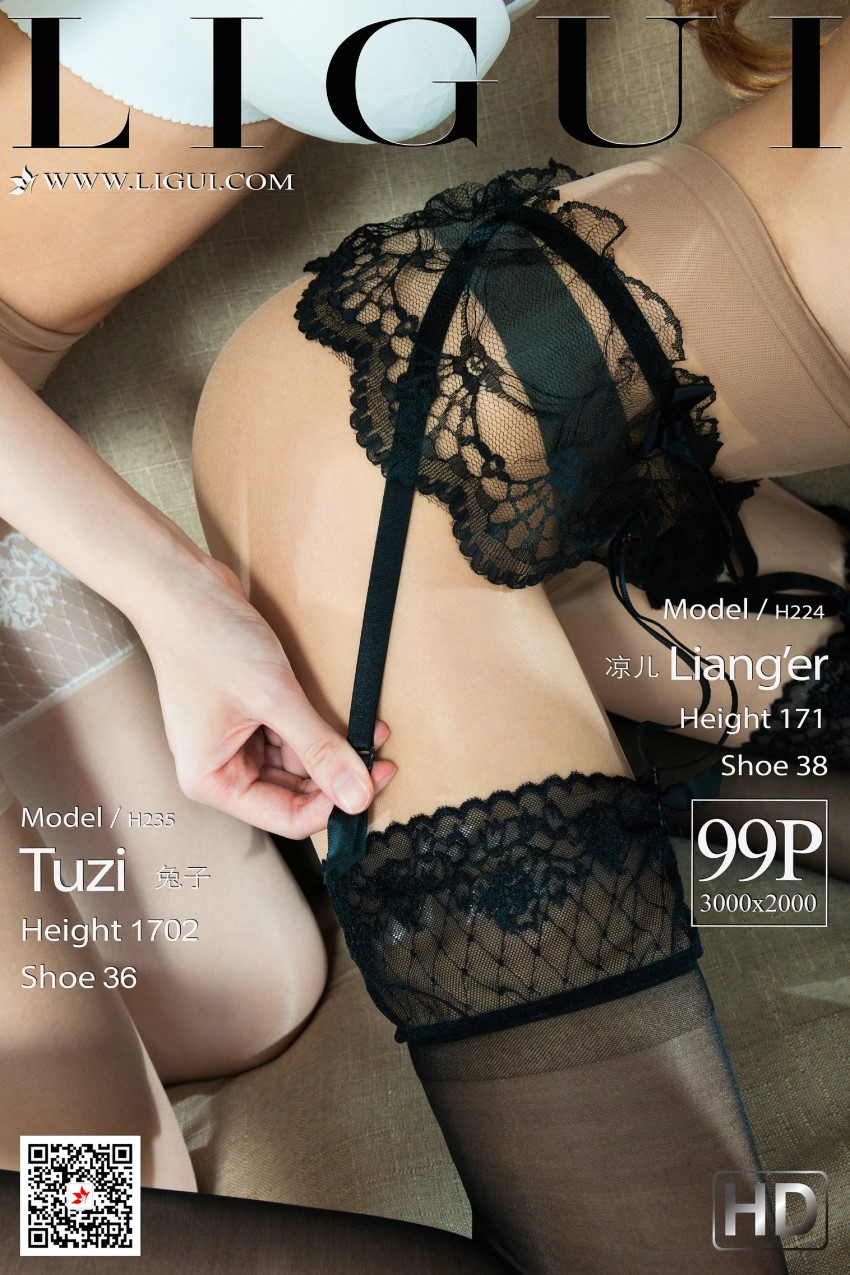 LIGUI
WWW.LIGUI.COM
Model / H224
凉儿 Liang'er
Height 171
Shoe 38
99P
3000x2000
Model / H235
Tuzi 兔子
Height 1702
Shoe 36
HD